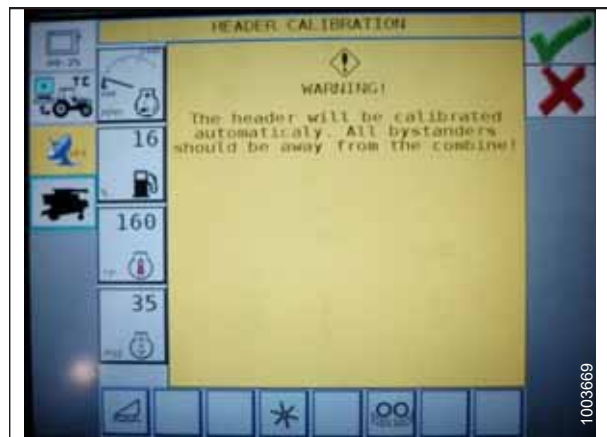 HEADER CALIBRATION
WARNING!
The header will be calibrated
automaticaly. All bystanders
should be away from the combine!
TC
16
160
35
1003669